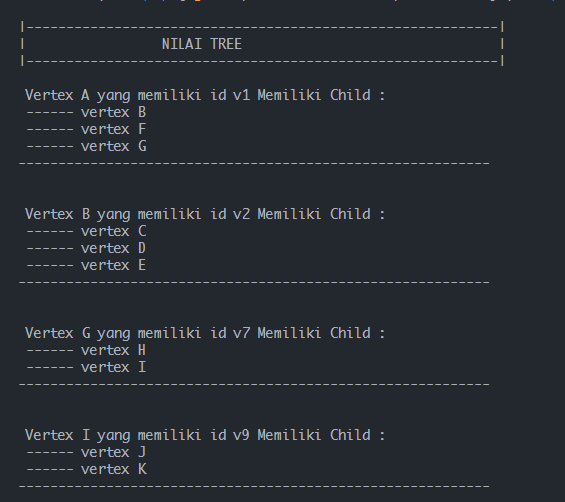 |-----------------------------------------------------------|
|                 NILAI TREE                                |
|-----------------------------------------------------------|
Vertex A yang memiliki id v1 Memiliki Child :
------ vertex B
------ vertex F
------ vertex G
-----------------------------------------------------------
Vertex B yang memiliki id v2 Memiliki Child :
------ vertex C
------ vertex D
------ vertex E
-----------------------------------------------------------
Vertex G yang memiliki id v7 Memiliki Child :
------ vertex H
------ vertex I
-----------------------------------------------------------
Vertex I yang memiliki id v9 Memiliki Child :
------ vertex J
------ vertex K
-----------------------------------------------------------